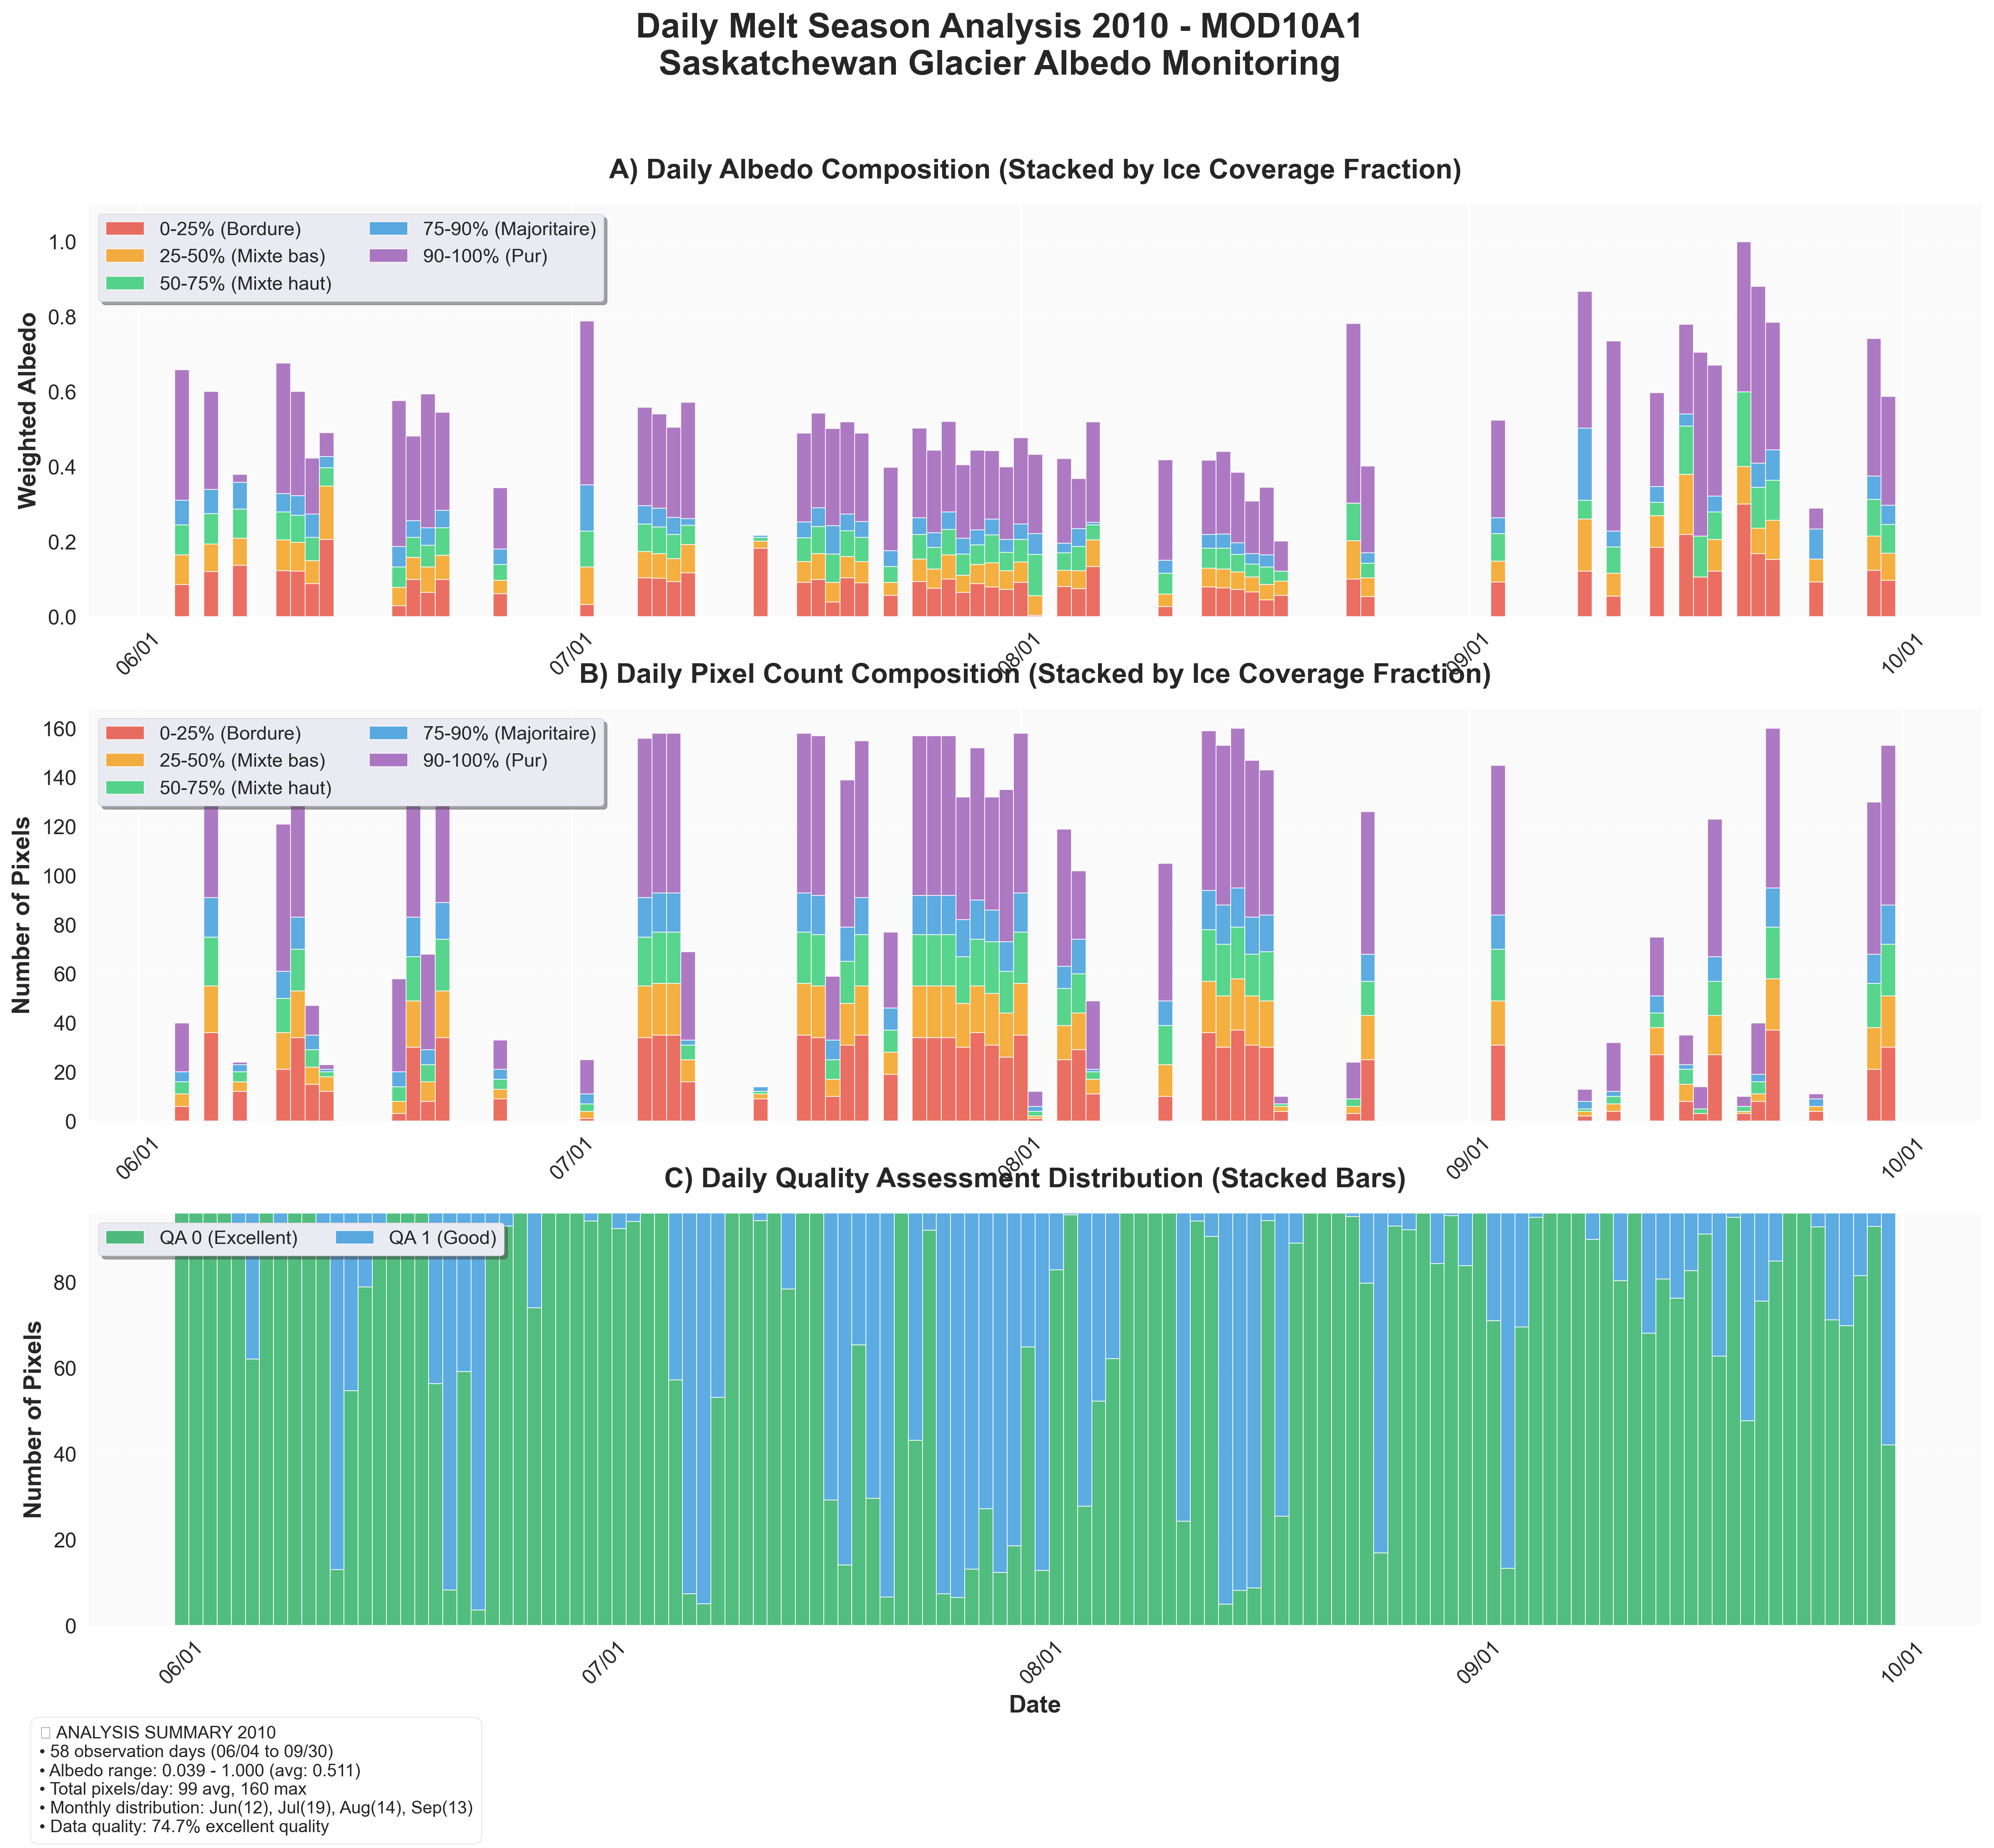 Daily Melt Season Analysis 2010 - MOD10A1
Saskatchewan Glacier Albedo Monitoring
A) Daily Albedo Composition (Stacked by Ice Coverage Fraction)
0-25% (Bordure)
25-50% (Mixte bas)
50-75% (Mixte haut)
75-90% (Majoritaire)
90-100% (Pur)
Weighted Albedo
1.0
0.8
0.6
0.4
0.2
0.0
06/01
07/01
08/01
09/01
10/01
B) Daily Pixel Count Composition (Stacked by Ice Coverage Fraction)
0-25% (Bordure)
25-50% (Mixte bas)
50-75% (Mixte haut)
75-90% (Majoritaire)
90-100% (Pur)
Number of Pixels
160
140
120
100
80
60
40
20
0
06/01
07/01
08/01
09/01
10/01
C) Daily Quality Assessment Distribution (Stacked Bars)
QA 0 (Excellent)
QA 1 (Good)
Number of Pixels
80
60
40
20
0
06/01
07/01
08/01
09/01
10/01
Date
ANALYSIS SUMMARY 2010
• 58 observation days (06/04 to 09/30)
• Albedo range: 0.039 - 1.000 (avg: 0.511)
• Total pixels/day: 99 avg, 160 max
• Monthly distribution: Jun(12), Jul(19), Aug(14), Sep(13)
• Data quality: 74.7% excellent quality